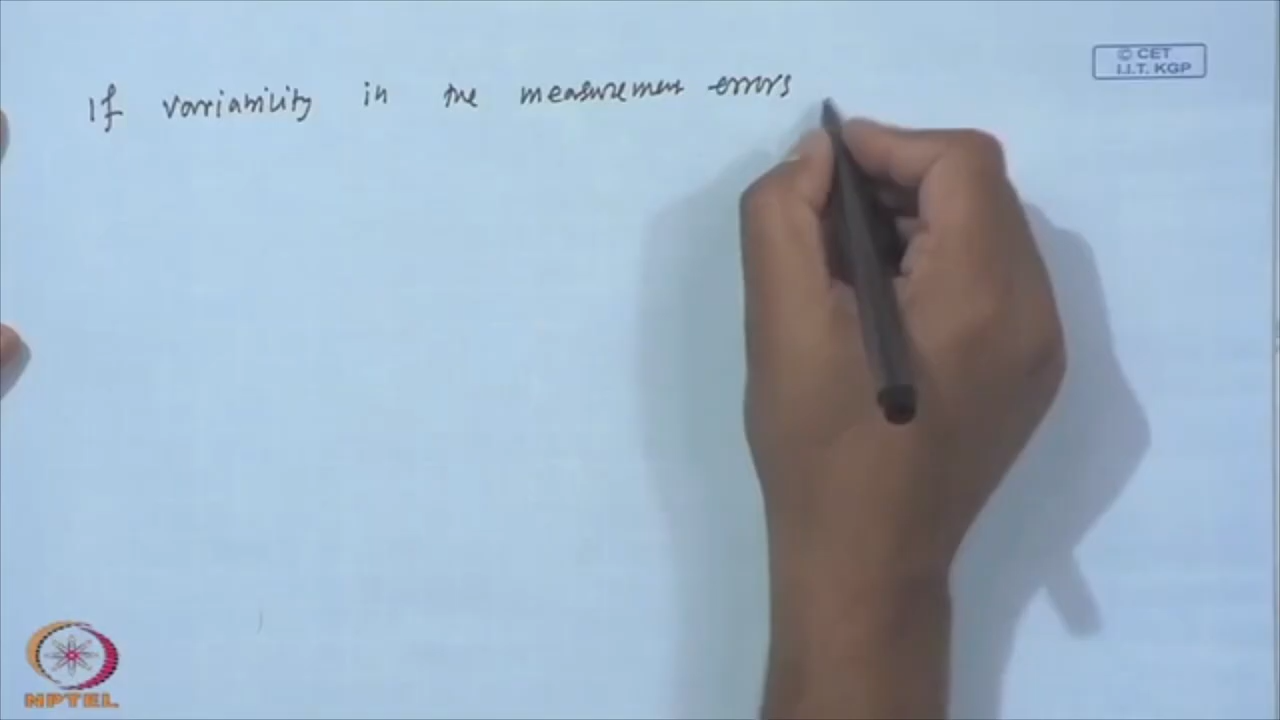 © CET
I.I.T. KGP
If variability in the measurement errors
NPTEL